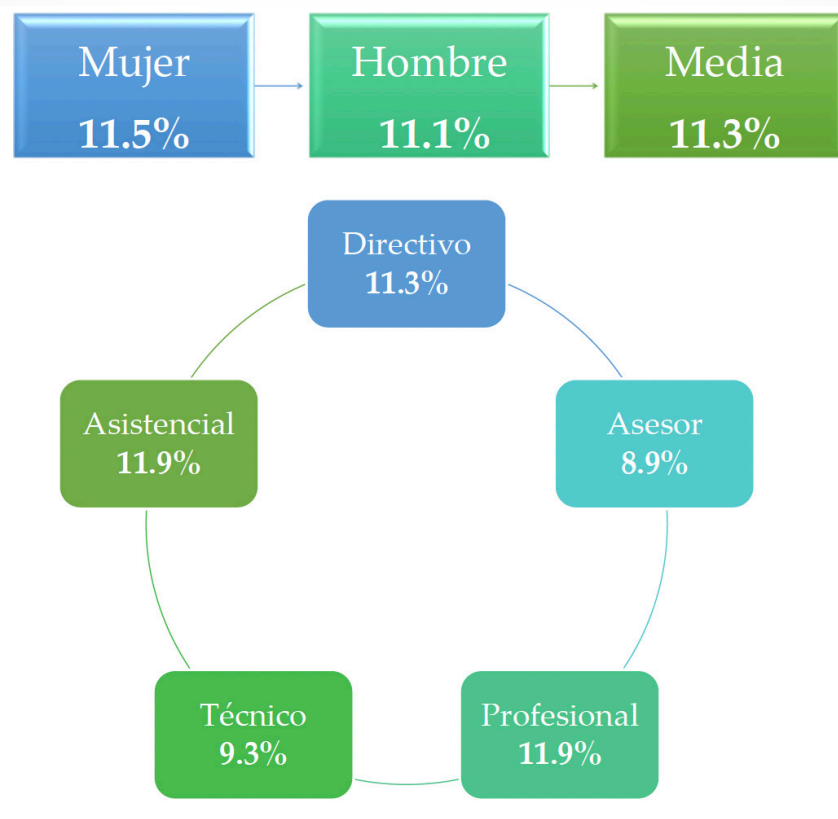 Mujer
11.5%
Hombre
11.1%
Media
11.3%
Directivo
11.3%
Asesor
8.9%
Profesional
11.9%
Técnico
9.3%
Asistencial
11.9%